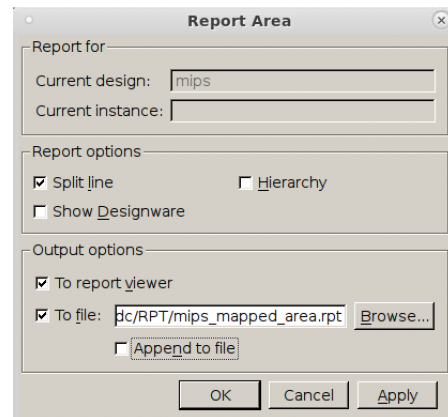 Report Area
Report for
Current design: mips
Current instance:
Report options
Split line Hierarchy
Show Designware
Output options
To report viewer
To file: dc/RPT/mips_mapped_area.rpt Browse...
Append to file
OK Cancel Apply